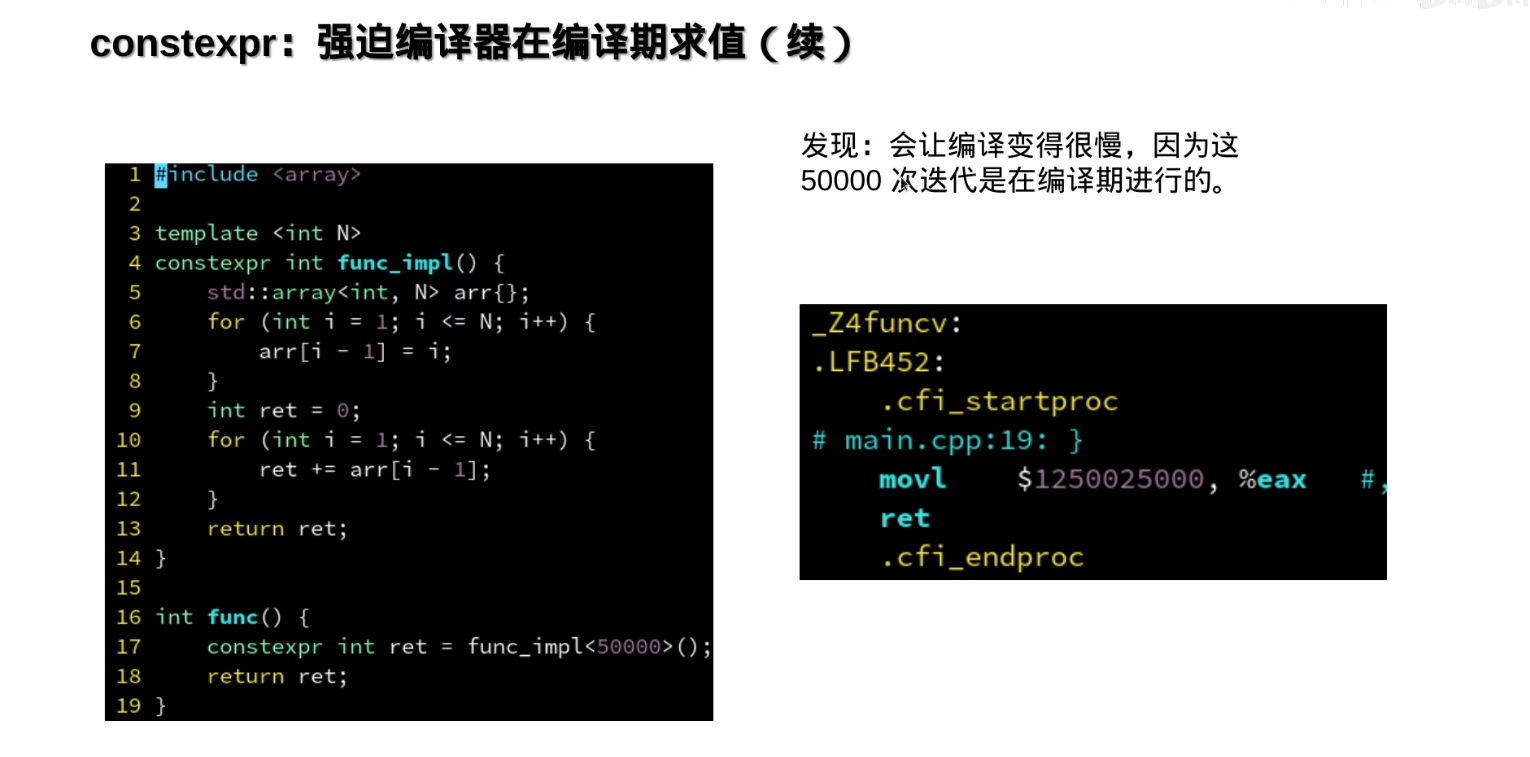 constexpr：强迫编译器在编译期求值（续）
发现：会让编译变得很慢，因为这
50000 次迭代是在编译期进行的。
1 #include <array>
2
3 template <int N>
4 constexpr int func_impl() {
5     std::array<int, N> arr{};
6     for (int i = 1; i <= N; i++) {
7         arr[i - 1] = i;
8     }
9     int ret = 0;
10     for (int i = 1; i <= N; i++) {
11         ret += arr[i - 1];
12     }
13     return ret;
14 }
15
16 int func() {
17     constexpr int ret = func_impl<50000>();
18     return ret;
19 }
_Z4funcv:
.LFB452:
    .cfi_startproc
# main.cpp:19: }
    movl    $1250025000, %eax   #,
    ret
    .cfi_endproc